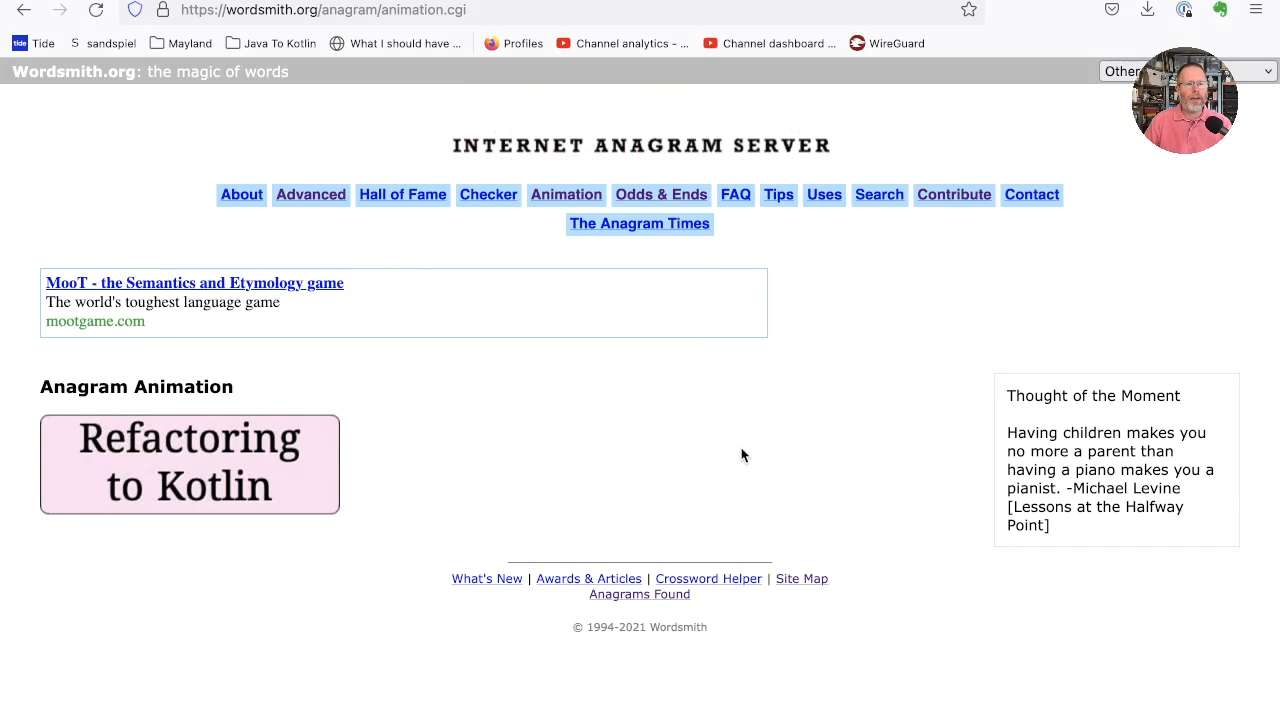 https://wordsmith.org/anagram/animation.cgi
Tide Tide S sandspiel Mayland Java To Kotlin What I should have ... Profiles Channel analytics - ... Channel dashboard ... WireGuard
Wordsmith.org: the magic of words
Other
INTERNET ANAGRAM SERVER
About Advanced Hall of Fame Checker Animation Odds & Ends FAQ Tips Uses Search Contribute Contact
The Anagram Times
MooT - the Semantics and Etymology game
The world's toughest language game
mootgame.com
Anagram Animation
Refactoring
to Kotlin
Thought of the Moment
Having children makes you
no more a parent than
having a piano makes you a
pianist. -Michael Levine
[Lessons at the Halfway
Point]
What's New | Awards & Articles | Crossword Helper | Site Map
Anagrams Found
© 1994-2021 Wordsmith